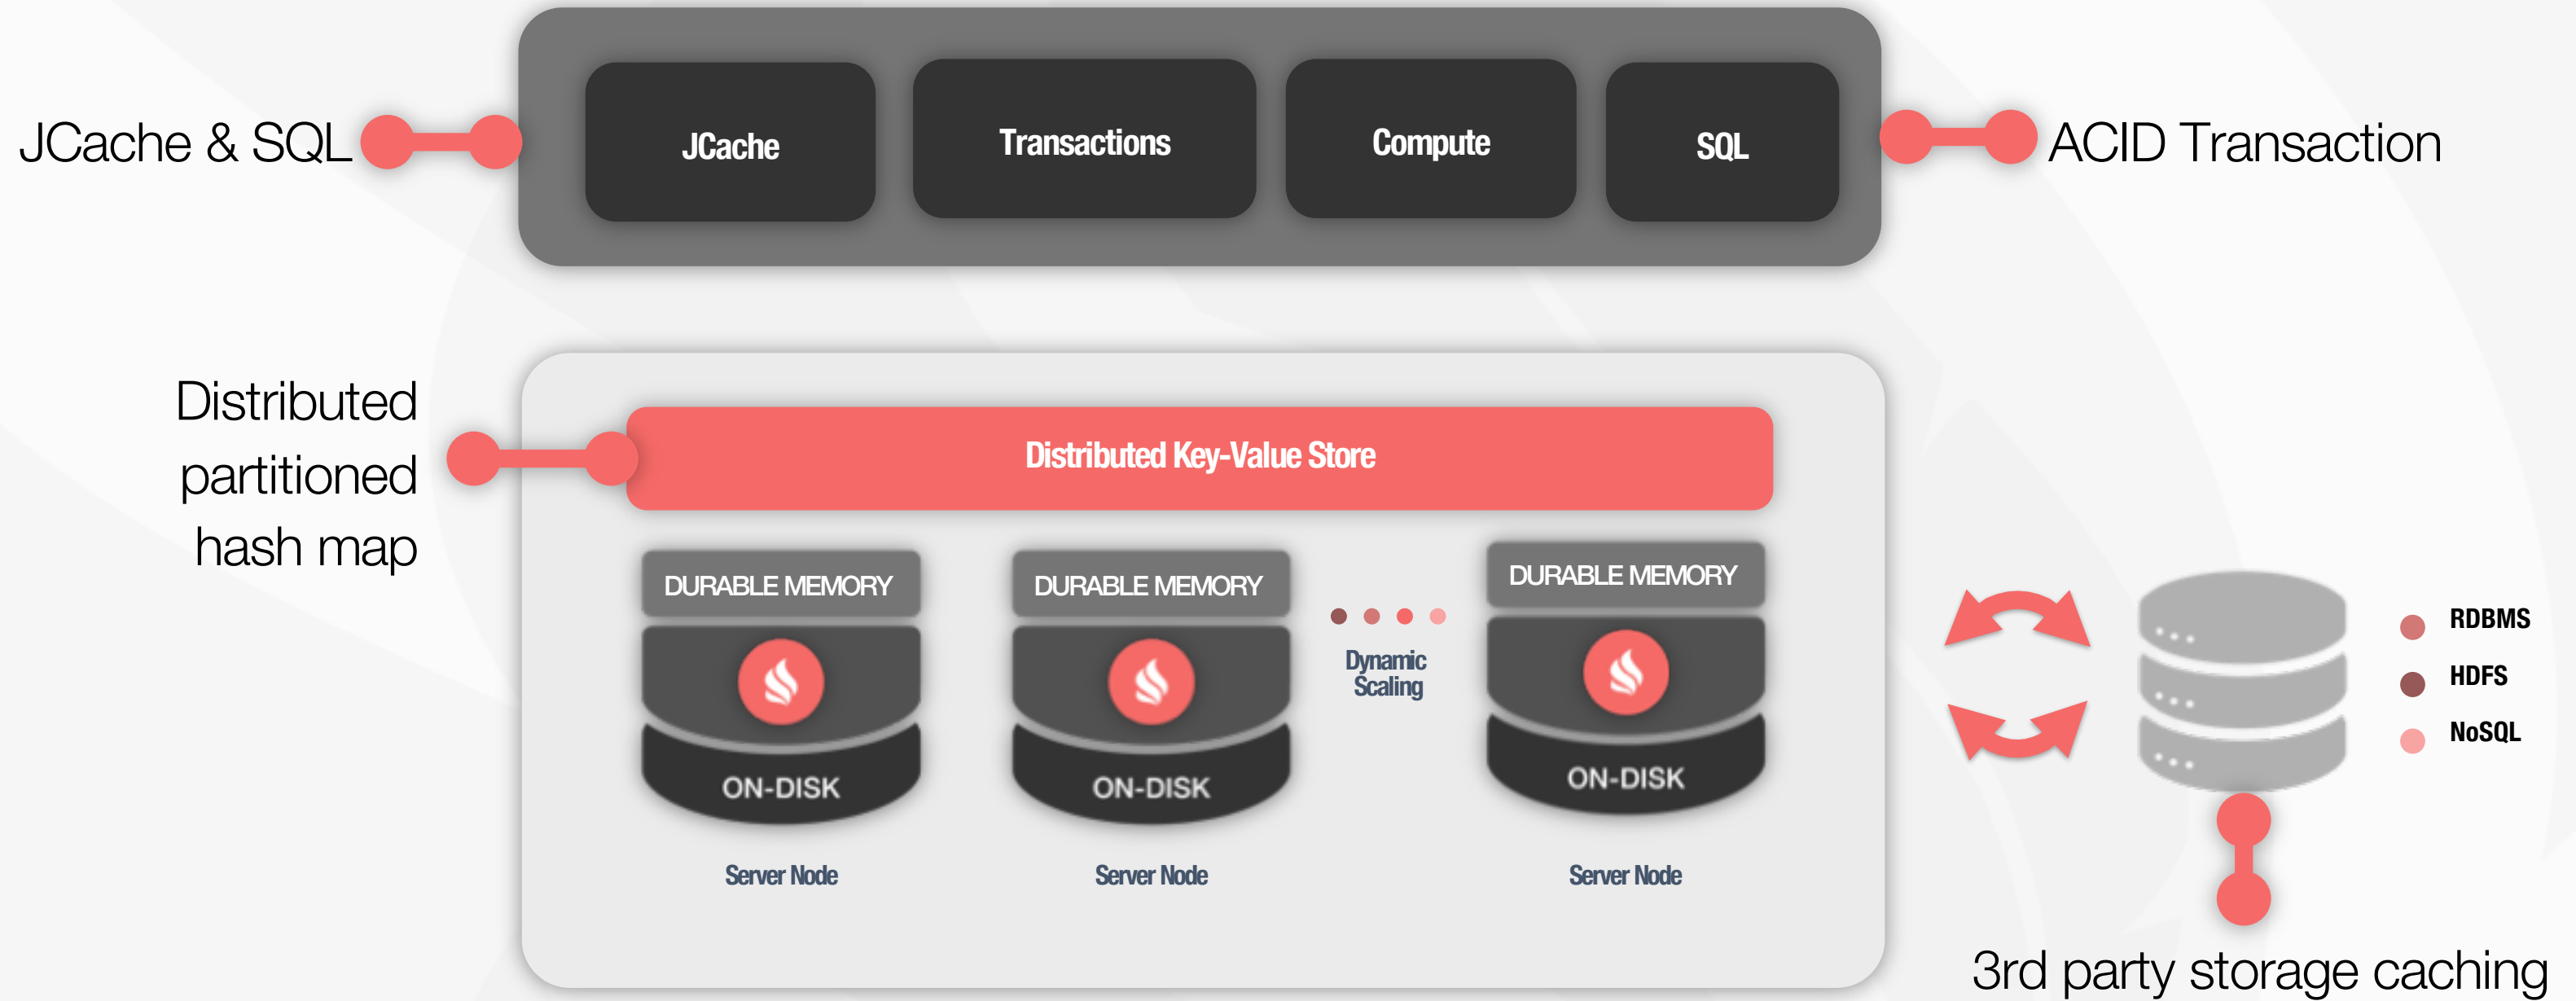 JCache & SQL
JCache
Transactions
Compute
SQL
ACID Transaction
Distributed
partitioned
hash map
Distributed Key-Value Store
DURABLE MEMORY
DURABLE MEMORY
DURABLE MEMORY
Dynamic
Scaling
ON-DISK
ON-DISK
ON-DISK
Server Node
Server Node
Server Node
RDBMS
HDFS
NoSQL
3rd party storage caching